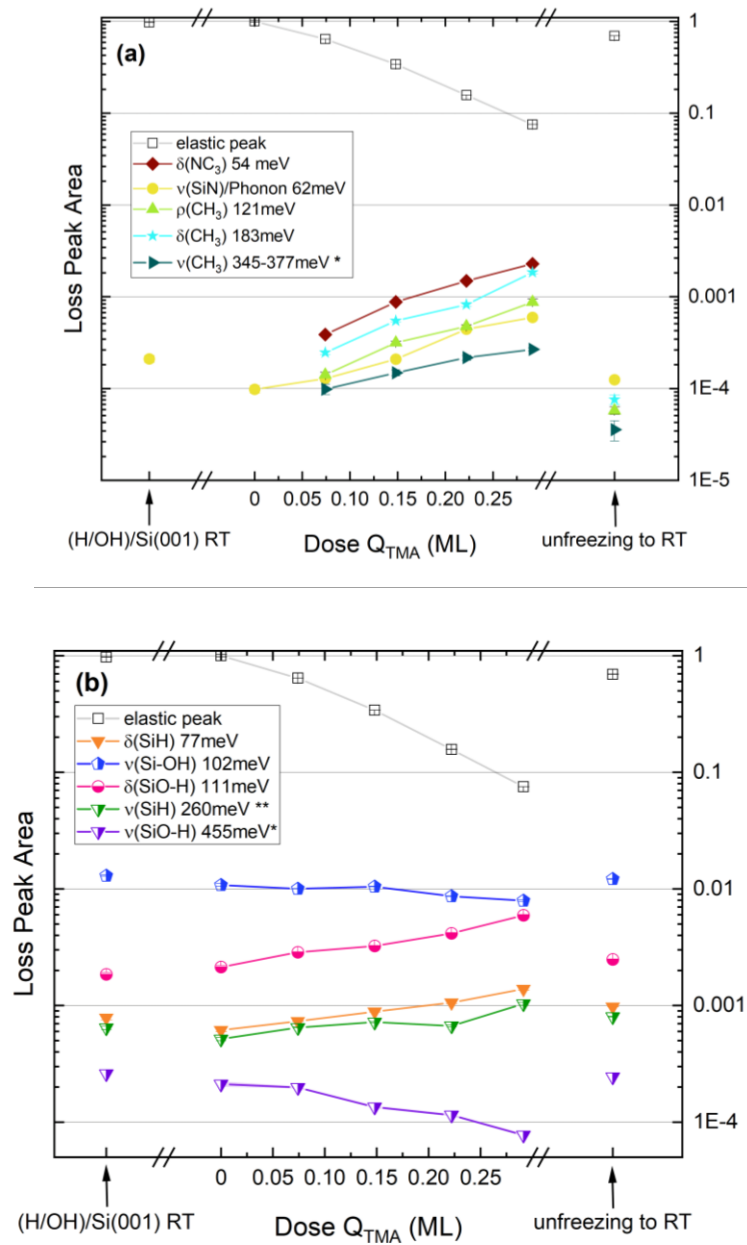 (a)
1
0.1
0.01
0.001
1E-4
1E-5
Loss Peak Area
elastic peak
δ(NC₃) 54 meV
ν(SiN)/Phonon 62meV
ρ(CH₃) 121meV
δ(CH₃) 183meV
ν(CH₃) 345-377meV *
0 0.05 0.10 0.15 0.20 0.25
(H/OH)/Si(001) RT
Dose Q_TMA (ML)
unfreezing to RT
(b)
1
0.1
0.01
0.001
1E-4
Loss Peak Area
elastic peak
δ(SiH) 77meV
ν(Si-OH) 102meV
δ(SiO-H) 111meV
ν(SiH) 260meV **
ν(SiO-H) 455meV*
0 0.05 0.10 0.15 0.20 0.25
(H/OH)/Si(001) RT
Dose Q_TMA (ML)
unfreezing to RT